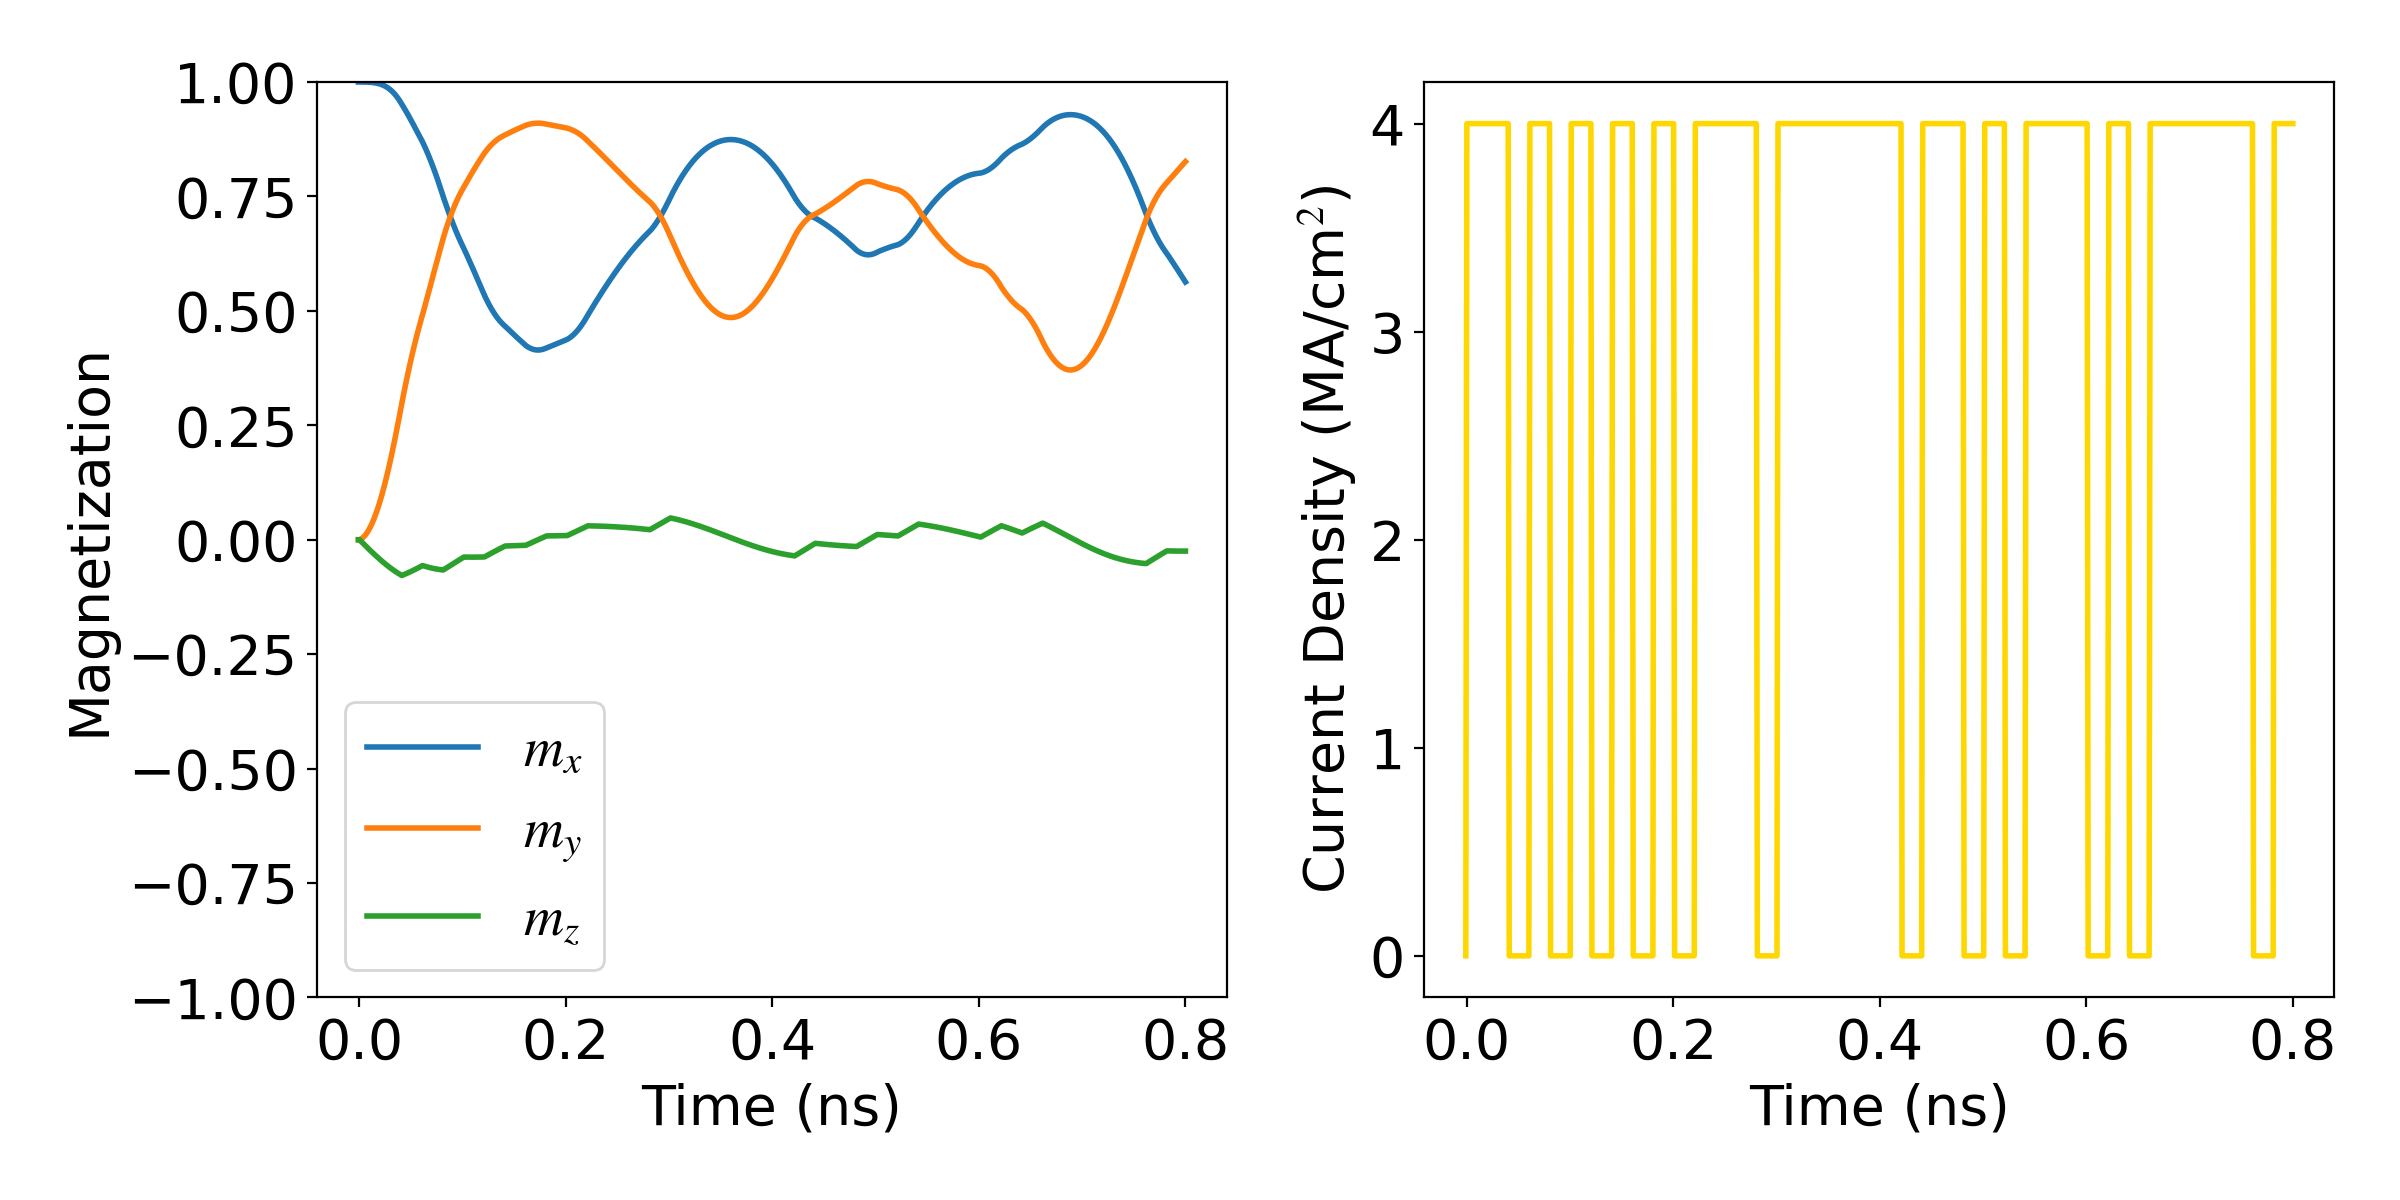 1.00
0.75
0.50
0.25
0.00
−0.25
−0.50
−0.75
−1.00
Magnetization
m_x
m_y
m_z
0.0 0.2 0.4 0.6 0.8
Time (ns)
4
3
2
1
0
Current Density (MA/cm²)
0.0 0.2 0.4 0.6 0.8
Time (ns)